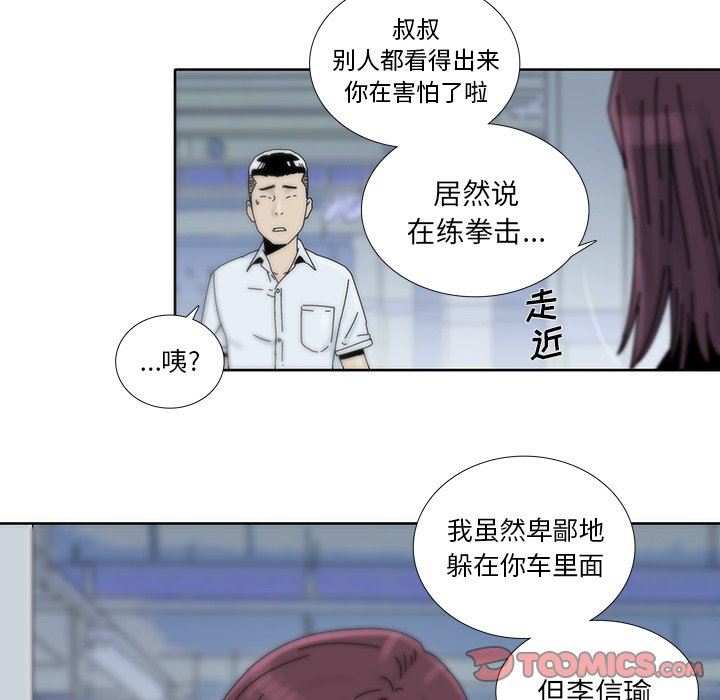 叔叔
别人都看得出来
你在害怕了啦
居然说
在练拳击...
走近
...咦?
我虽然卑鄙地
躲在你车里面
但李信瑜
TOOMICS.COM